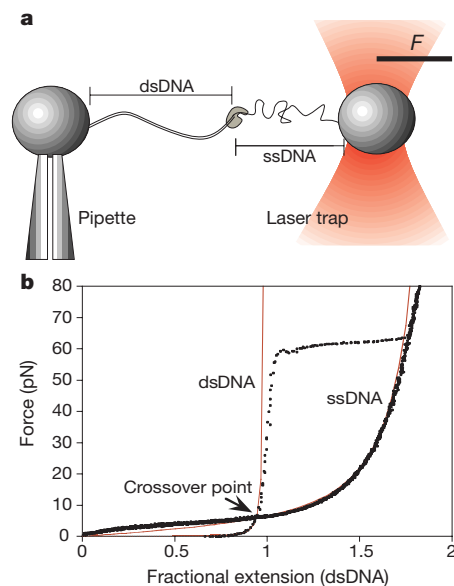 a
F
dsDNA
ssDNA
Pipette
Laser trap
b
80
70
60
50
40
30
20
10
0
Force (pN)
dsDNA
ssDNA
Crossover point
0
0.5
1
1.5
2
Fractional extension (dsDNA)